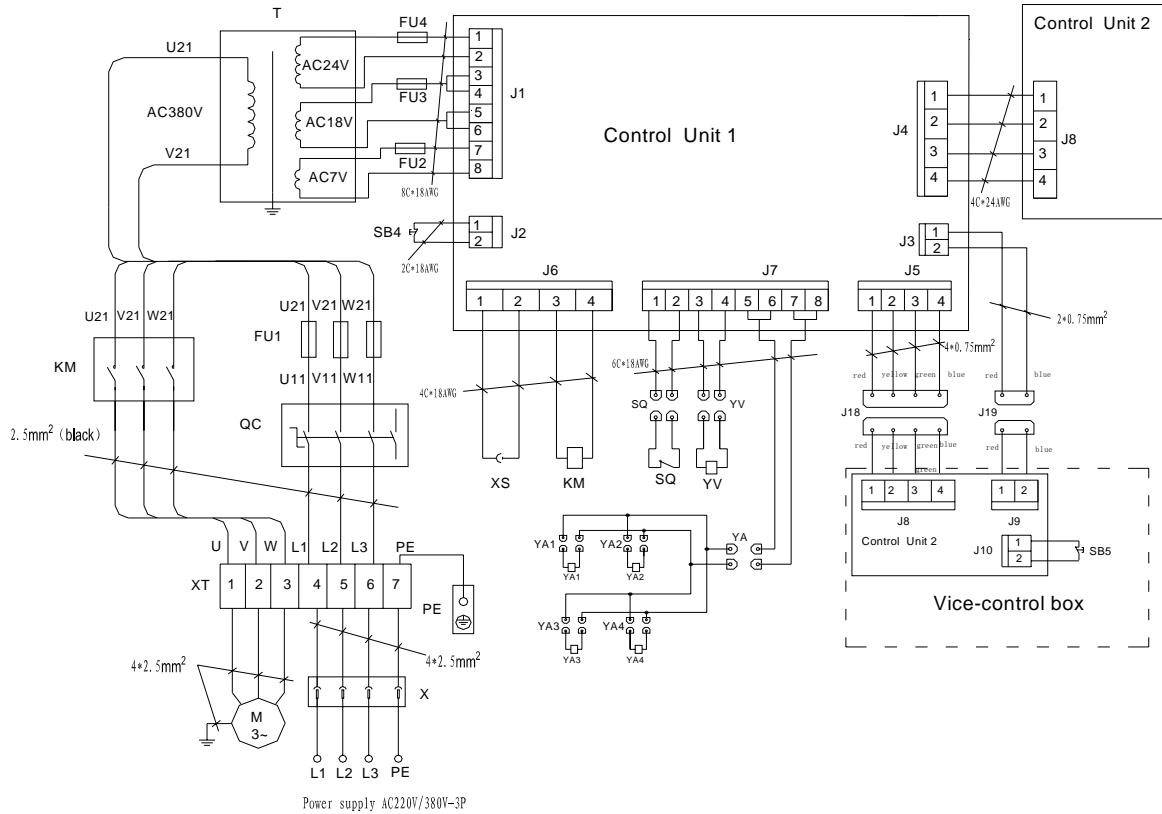 T
FU4
U21
AC24V
AC380V
AC18V
AC7V
V21
FU3
FU2
8C*18AWG
1
2
3
4
5
6
7
8
J1
Control Unit 1
Control Unit 2
J4
1
2
3
4
4C*24AWG
1
2
3
4
J8
SB4
2C*18AWG
1
2
J2
J3
1
2
J6
1 2 3 4
J7
1 2 3 4 5 6 7 8
J5
1 2 3 4
2*0.75mm²
4*0.75mm²
6C*18AWG
4C*18AWG
U21 V21 W21
U21 V21 W21
FU1
KM
U11 V11 W11
QC
2.5mm² (black)
XS
KM
SQ
YV
SQ
YV
red yellow green blue
red blue
J18
J19
red yellow green blue
green
red blue
1 2 3 4
J8
1 2
J9
Control Unit 2
J10
1
2
SB5
Vice-control box
YA1
YA2
YA
YA1
YA2
YA3
YA4
YA3
YA4
U V W L1 L2 L3 PE
XT
1 2 3 4 5 6 7
PE
4*2.5mm²
4*2.5mm²
X
M
3~
L1 L2 L3 PE
Power supply AC220V/380V-3P